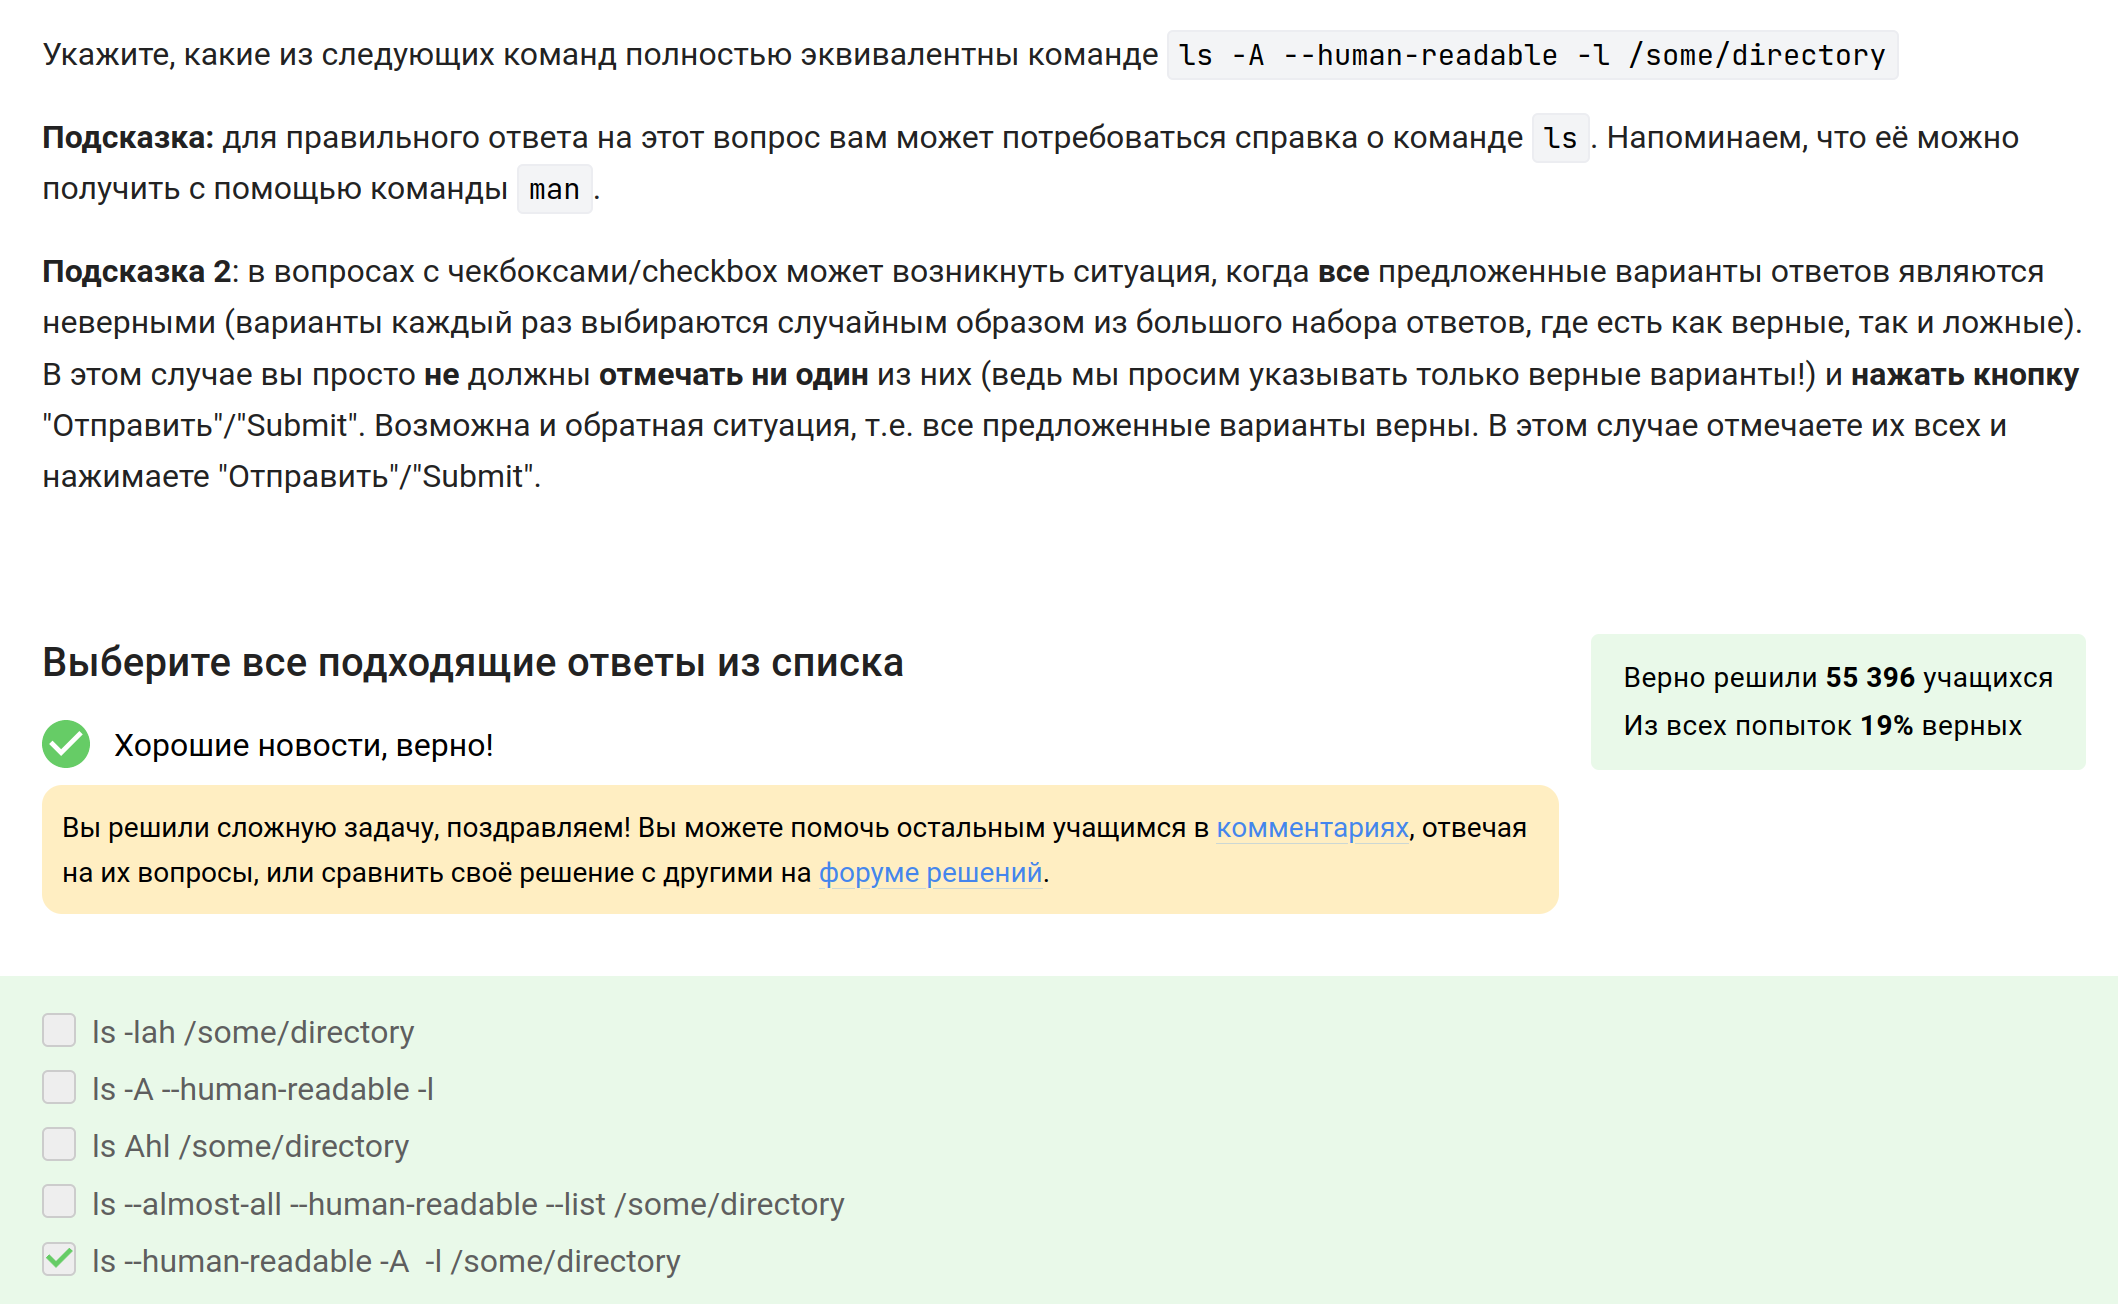 Укажите, какие из следующих команд полностью эквивалентны команде ls -A --human-readable -l /some/directory
Подсказка: для правильного ответа на этот вопрос вам может потребоваться справка о команде ls. Напоминаем, что её можно
получить с помощью команды man.
Подсказка 2: в вопросах с чекбоксами/checkbox может возникнуть ситуация, когда все предложенные варианты ответов являются
неверными (варианты каждый раз выбираются случайным образом из большого набора ответов, где есть как верные, так и ложные).
В этом случае вы просто не должны отмечать ни один из них (ведь мы просим указывать только верные варианты!) и нажать кнопку
"Отправить"/"Submit". Возможна и обратная ситуация, т.е. все предложенные варианты верны. В этом случае отмечаете их всех и
нажимаете "Отправить"/"Submit".
Выберите все подходящие ответы из списка
Верно решили 55 396 учащихся
Из всех попыток 19% верных
Хорошие новости, верно!
Вы решили сложную задачу, поздравляем! Вы можете помочь остальным учащимся в комментариях, отвечая
на их вопросы, или сравнить своё решение с другими на форуме решений.
ls -lah /some/directory
ls -A --human-readable -l
ls Ahl /some/directory
ls --almost-all --human-readable --list /some/directory
ls --human-readable -A  -l /some/directory